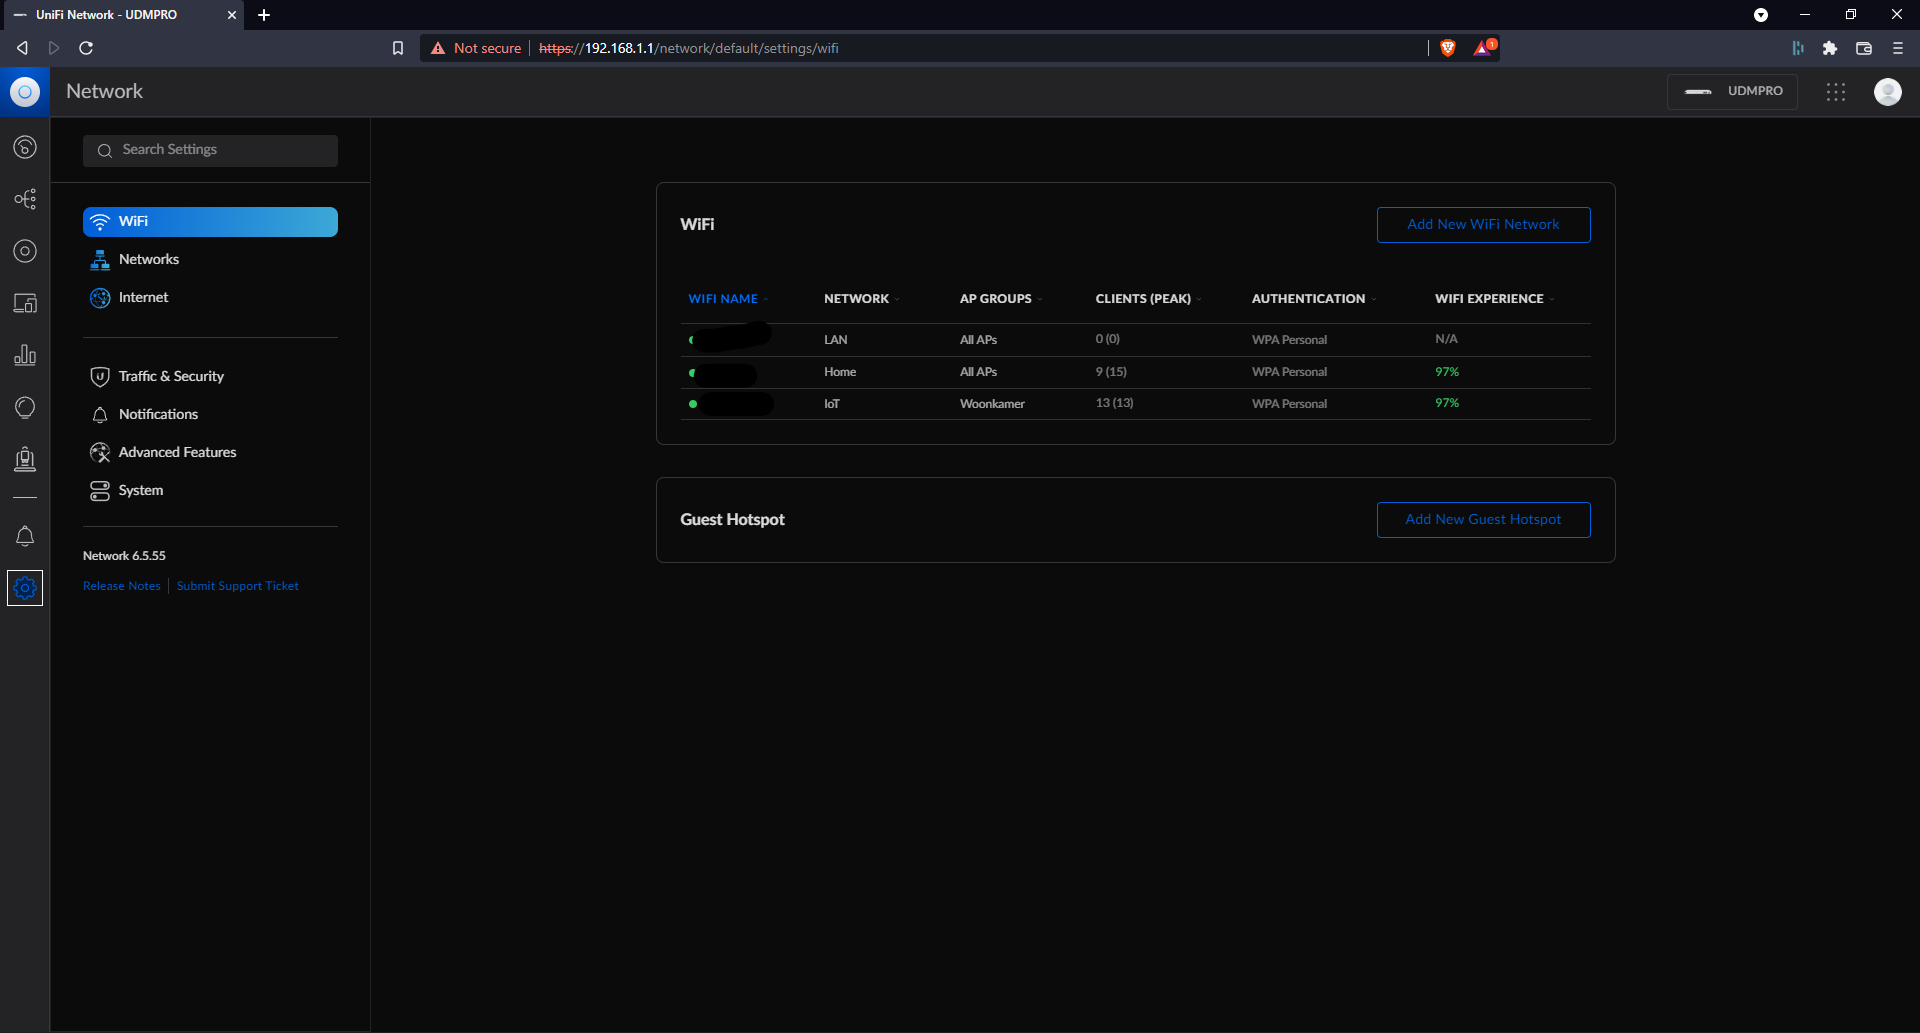 UniFi Network - UDMPRO
Not secure https://192.168.1.1/network/default/settings/wifi
1
Network
UDMPRO
Search Settings
WiFi
Networks
Internet
Traffic & Security
Notifications
Advanced Features
System
Network 6.5.55
Release Notes Submit Support Ticket
WiFi Add New WiFi Network
WIFI NAME NETWORK AP GROUPS CLIENTS (PEAK) AUTHENTICATION WIFI EXPERIENCE
LAN All APs 0 (0) WPA Personal N/A
Home All APs 9 (15) WPA Personal 97%
IoT Woonkamer 13 (13) WPA Personal 97%
Guest Hotspot Add New Guest Hotspot